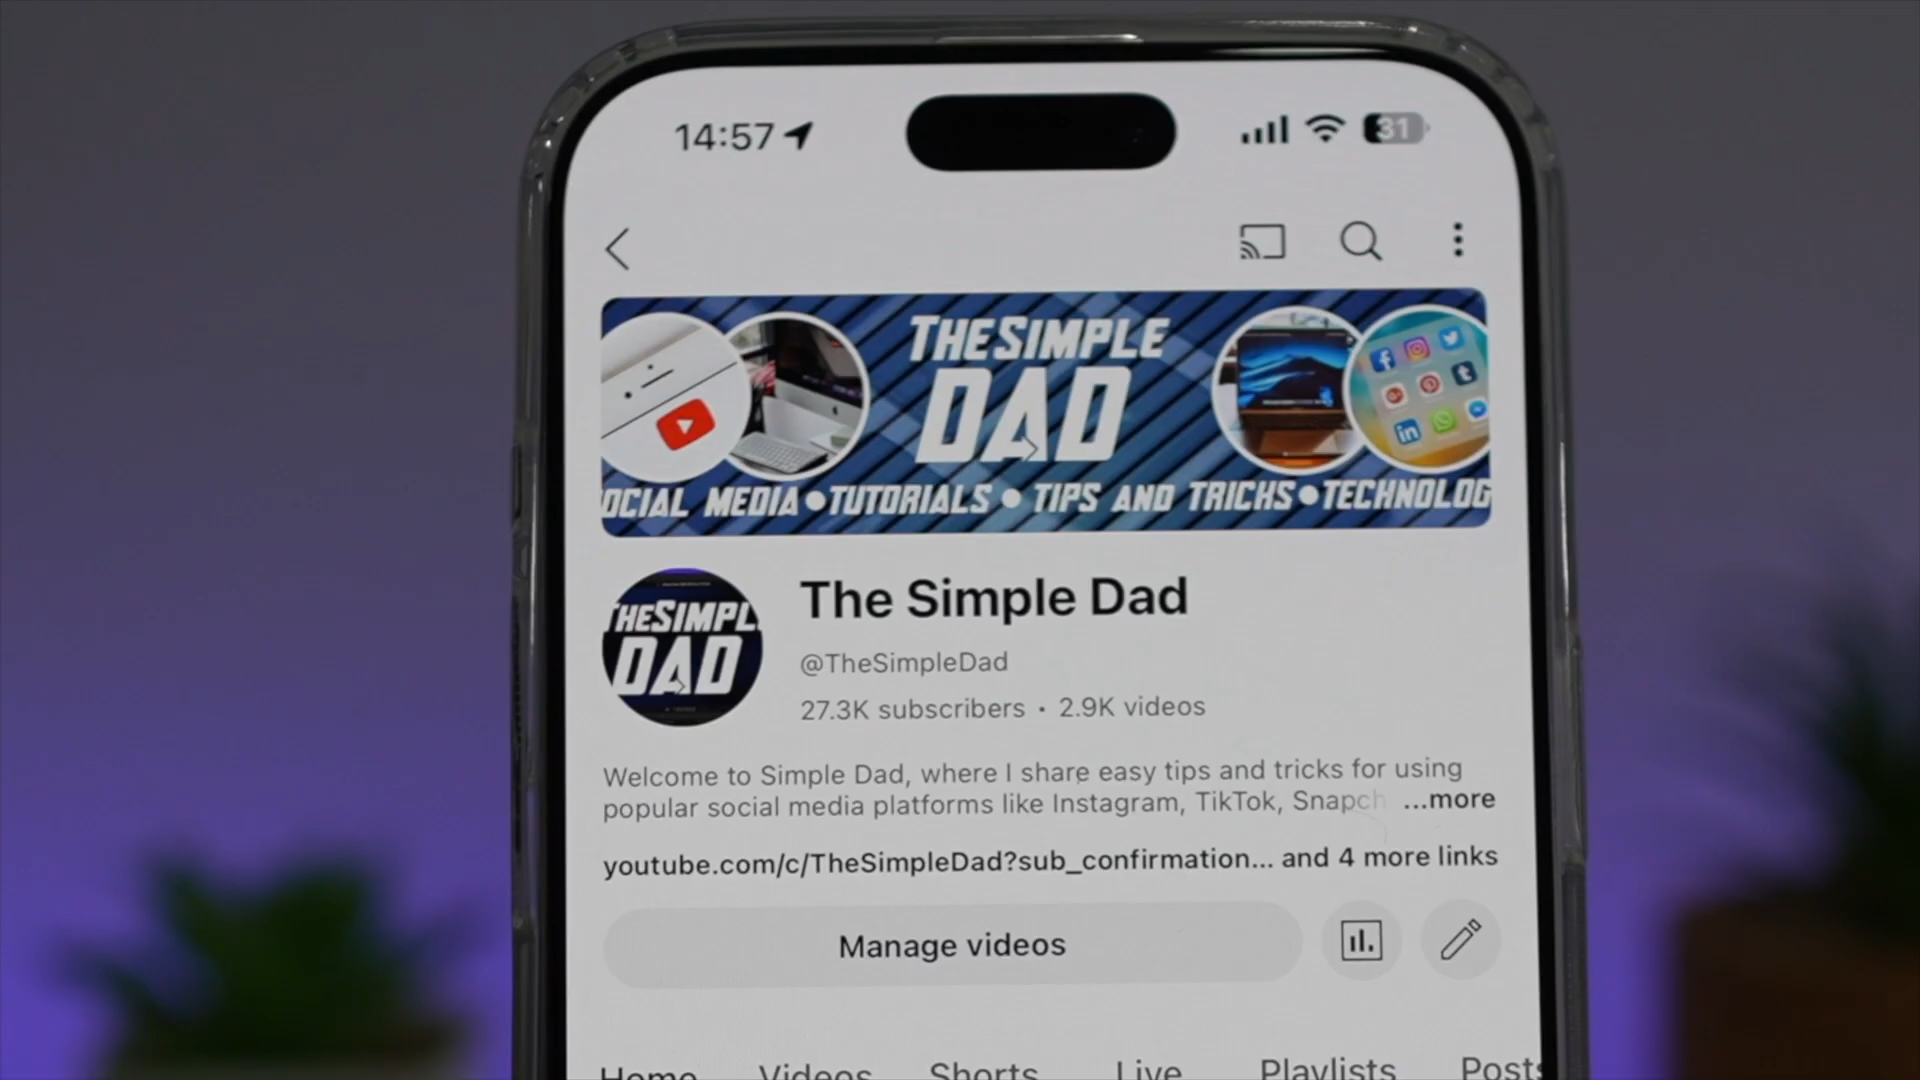 14:57
31
THE SIMPLE
DAD
OCIAL MEDIA●TUTORIALS ● TIPS AND TRICKS●TECHNOLOG
THESIMPL
DAD
The Simple Dad
@TheSimpleDad
27.3K subscribers • 2.9K videos
Welcome to Simple Dad, where I share easy tips and tricks for using
popular social media platforms like Instagram, TikTok, Snapch ...more
youtube.com/c/TheSimpleDad?sub_confirmation... and 4 more links
Manage videos
Home Videos Shorts Live Playlists Posts